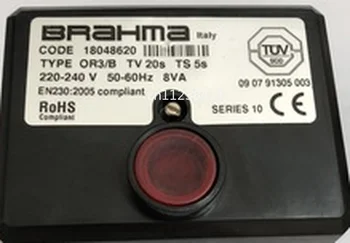 BRAHMA Italy
CODE 18048620
TYPE OR3/B TV 20s TS 5s
220-240 V 50-60Hz 8VA
EN230:2005 compliant
TÜV
09 07 91305 003
RoHS
Compliant
SERIES 10